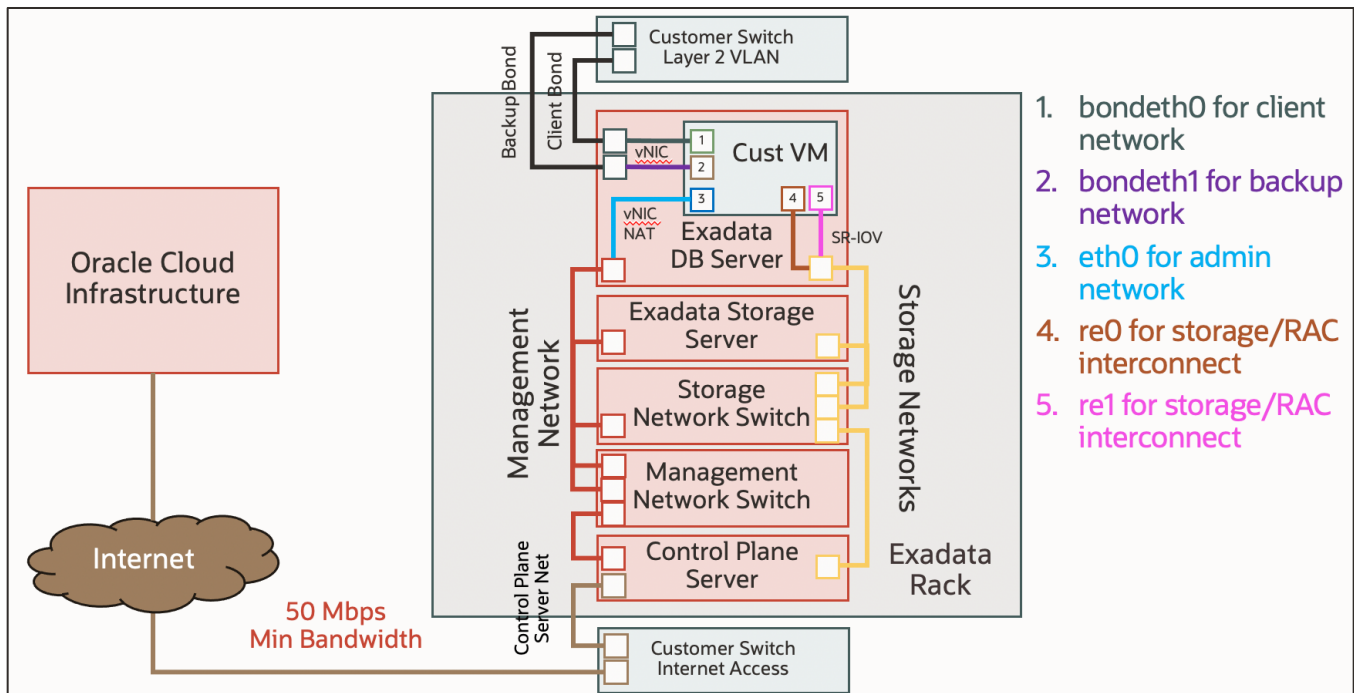 Customer Switch
Layer 2 VLAN
Backup Bond
Client Bond
1
vNIC
2
Cust VM
3
4
5
vNIC
NAT
SR-IOV
Exadata
DB Server
Oracle Cloud
Infrastructure
Management
Network
Exadata Storage
Server
Storage
Network Switch
Management
Network Switch
Control Plane
Server
Storage Networks
Exadata
Rack
Internet
50 Mbps
Min Bandwidth
Control Plane
Server Net
Customer Switch
Internet Access
1. bondeth0 for client
network
2. bondeth1 for backup
network
3. eth0 for admin
network
4. re0 for storage/RAC
interconnect
5. re1 for storage/RAC
interconnect